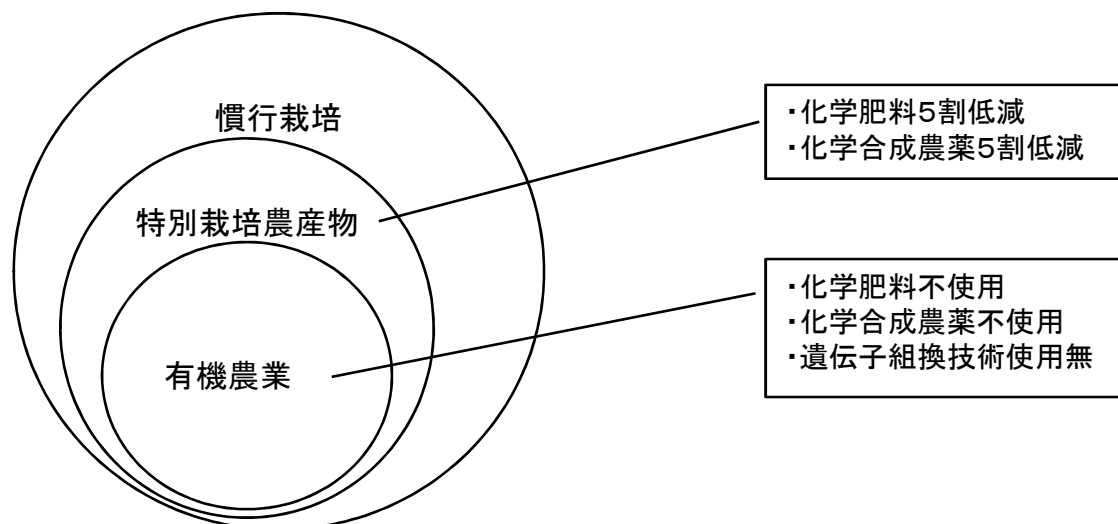 慣行栽培
特別栽培農産物
有機農業
・化学肥料５割低減
・化学合成農薬５割低減
・化学肥料不使用
・化学合成農薬不使用
・遺伝子組換技術使用無